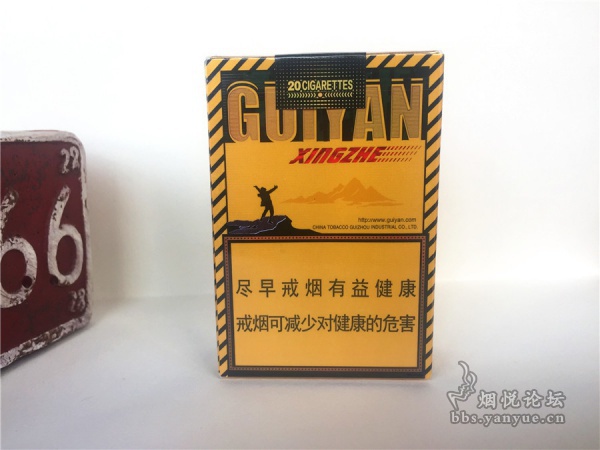 20 CIGARETTES
GUIYAN
XINGZHE
http://www.guiyan.com
CHINA TOBACCO GUIZHOU INDUSTRIAL CO., LTD
尽早戒烟有益健康
戒烟可减少对健康的危害
28
66
28
烟悦论坛
bbs.yanyue.cn